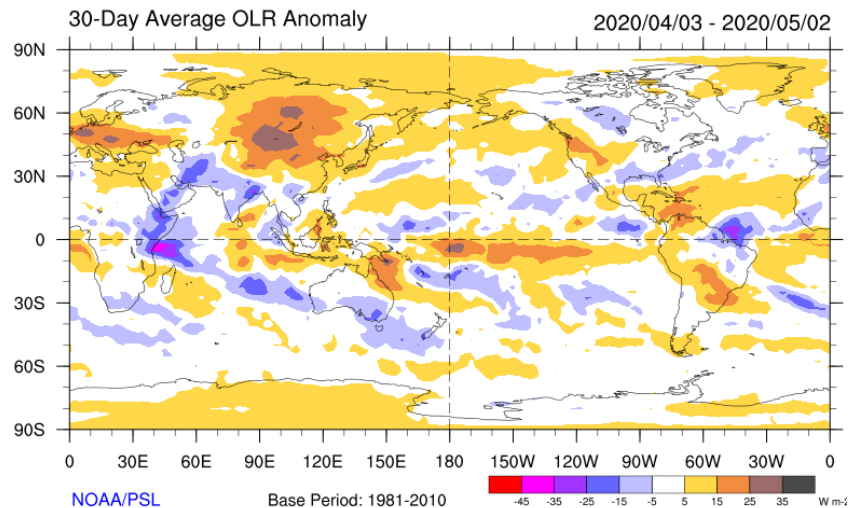 30-Day Average OLR Anomaly 2020/04/03 - 2020/05/02
90N
60N
30N
0
30S
60S
90S
0 30E 60E 90E 120E 150E 180 150W 120W 90W 60W 30W 0
NOAA/PSL Base Period: 1981-2010
-45 -35 -25 -15 -5 5 15 25 35 W m-2